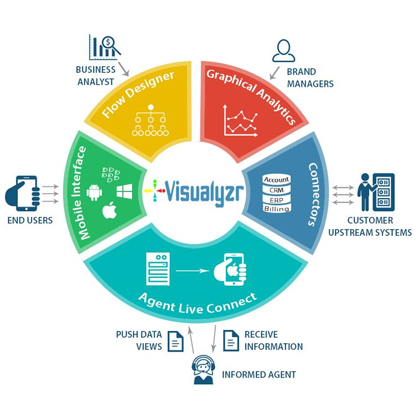 BUSINESS
ANALYST
BRAND
MANAGERS
Flow Designer
Graphical Analytics
Mobile Interface
Connectors
Visualyzr
Account
CRM
ERP
Billing
END USERS
CUSTOMER
UPSTREAM SYSTEMS
Agent Live Connect
PUSH DATA
VIEWS
RECEIVE
INFORMATION
INFORMED AGENT